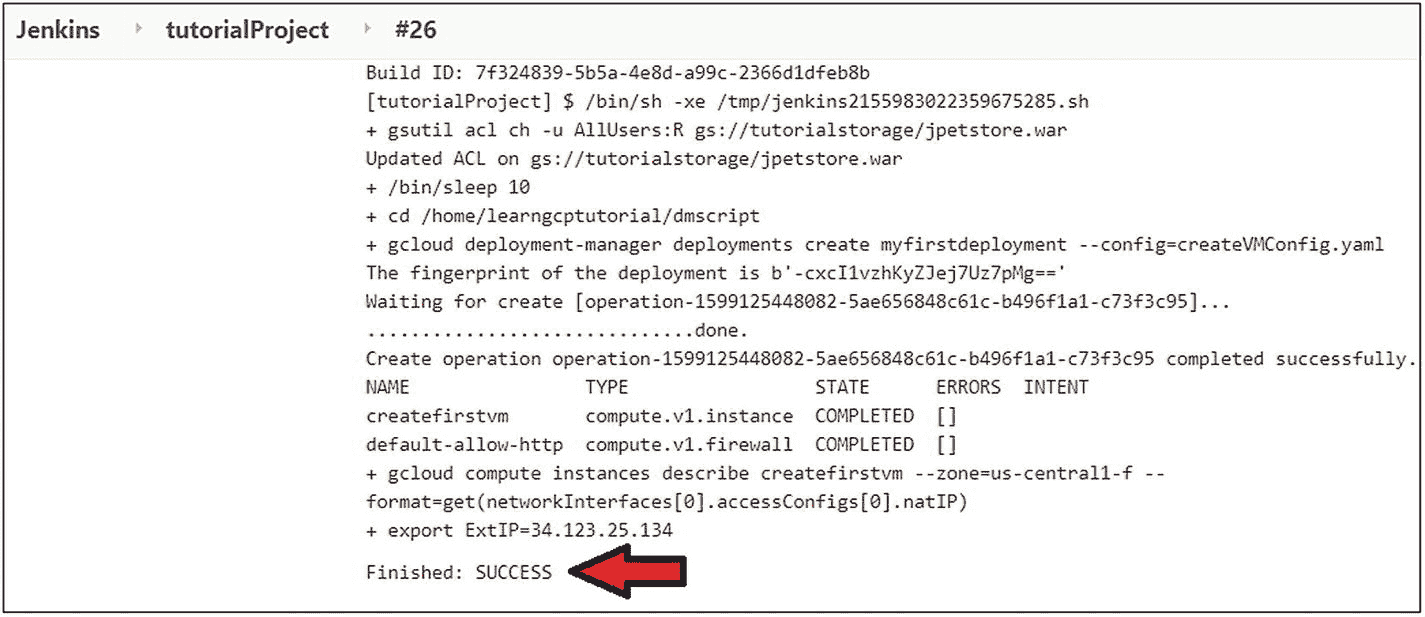 Jenkins tutorialProject #26
Build ID: 7f324839-5b5a-4e8d-a99c-2366d1dfeb8b
[tutorialProject] $ /bin/sh -xe /tmp/jenkins2155983022359675285.sh
+ gsutil acl ch -u AllUsers:R gs://tutorialstorage/jpetstore.war
Updated ACL on gs://tutorialstorage/jpetstore.war
+ /bin/sleep 10
+ cd /home/learngcptutorial/dmscript
+ gcloud deployment-manager deployments create myfirstdeployment --config=createVMConfig.yaml
The fingerprint of the deployment is b'-cxcI1vzhKyZJej7Uz7pMg=='
Waiting for create [operation-1599125448082-5ae656848c61c-b496f1a1-c73f3c95]...
..............................done.
Create operation operation-1599125448082-5ae656848c61c-b496f1a1-c73f3c95 completed successfully.
NAME TYPE STATE ERRORS INTENT
createfirstvm compute.v1.instance COMPLETED []
default-allow-http compute.v1.firewall COMPLETED []
+ gcloud compute instances describe createfirstvm --zone=us-central1-f --
format=get(networkInterfaces[0].accessConfigs[0].natIP)
+ export ExtIP=34.123.25.134
Finished: SUCCESS